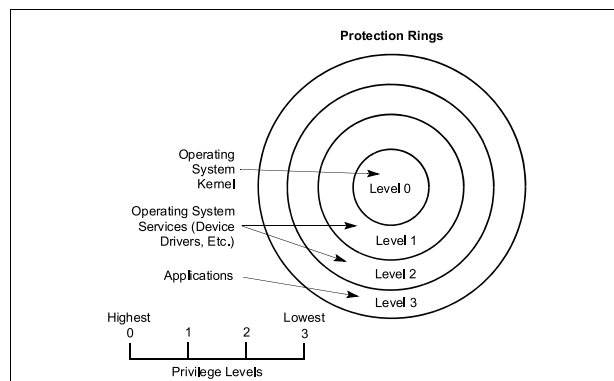 Protection Rings
Operating
System
Kernel
Level 0
Operating System
Services (Device
Drivers, Etc.)
Level 1
Level 2
Applications
Level 3
Highest Lowest
0 1 2 3
Privilege Levels